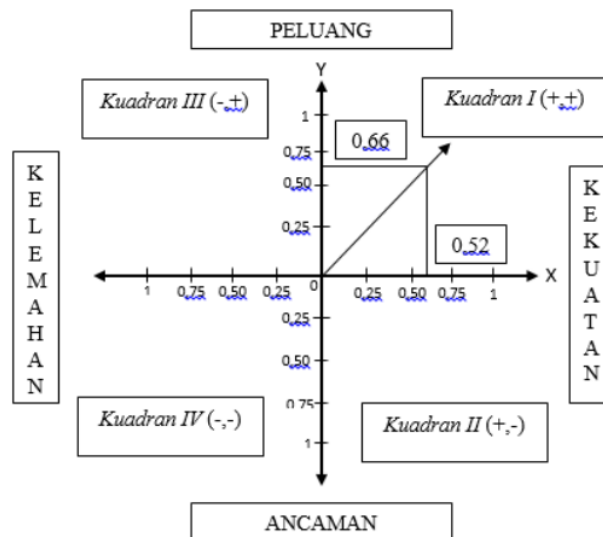 PELUANG
Y
Kuadran III (-,+)
Kuadran I (+,+)
1
0,66
0,75
0,50
0,25
K
E
L
E
M
A
H
A
N
K
E
K
U
A
T
A
N
0,52
X
1
0,75
0,50
0,25
0
0,25
0,50
0,75
1
0,25
0,50
0 75
1
Kuadran IV (-,-)
Kuadran II (+,-)
ANCAMAN